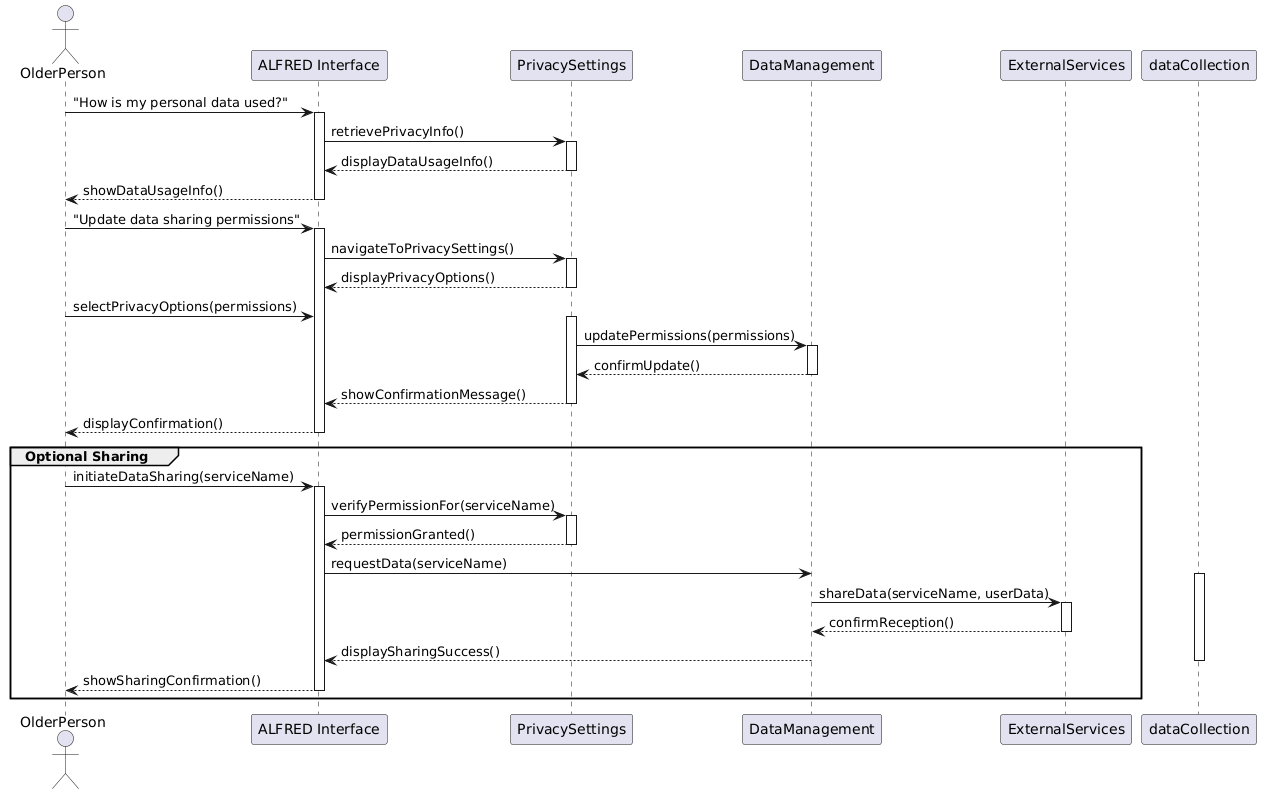 OlderPerson
ALFRED Interface
PrivacySettings
DataManagement
ExternalServices
dataCollection
"How is my personal data used?"
retrievePrivacyInfo()
displayDataUsageInfo()
showDataUsageInfo()
"Update data sharing permissions"
navigateToPrivacySettings()
displayPrivacyOptions()
selectPrivacyOptions(permissions)
updatePermissions(permissions)
confirmUpdate()
showConfirmationMessage()
displayConfirmation()
Optional Sharing
initiateDataSharing(serviceName)
verifyPermissionFor(serviceName)
permissionGranted()
requestData(serviceName)
shareData(serviceName, userData)
confirmReception()
displaySharingSuccess()
showSharingConfirmation()
OlderPerson
ALFRED Interface
PrivacySettings
DataManagement
ExternalServices
dataCollection